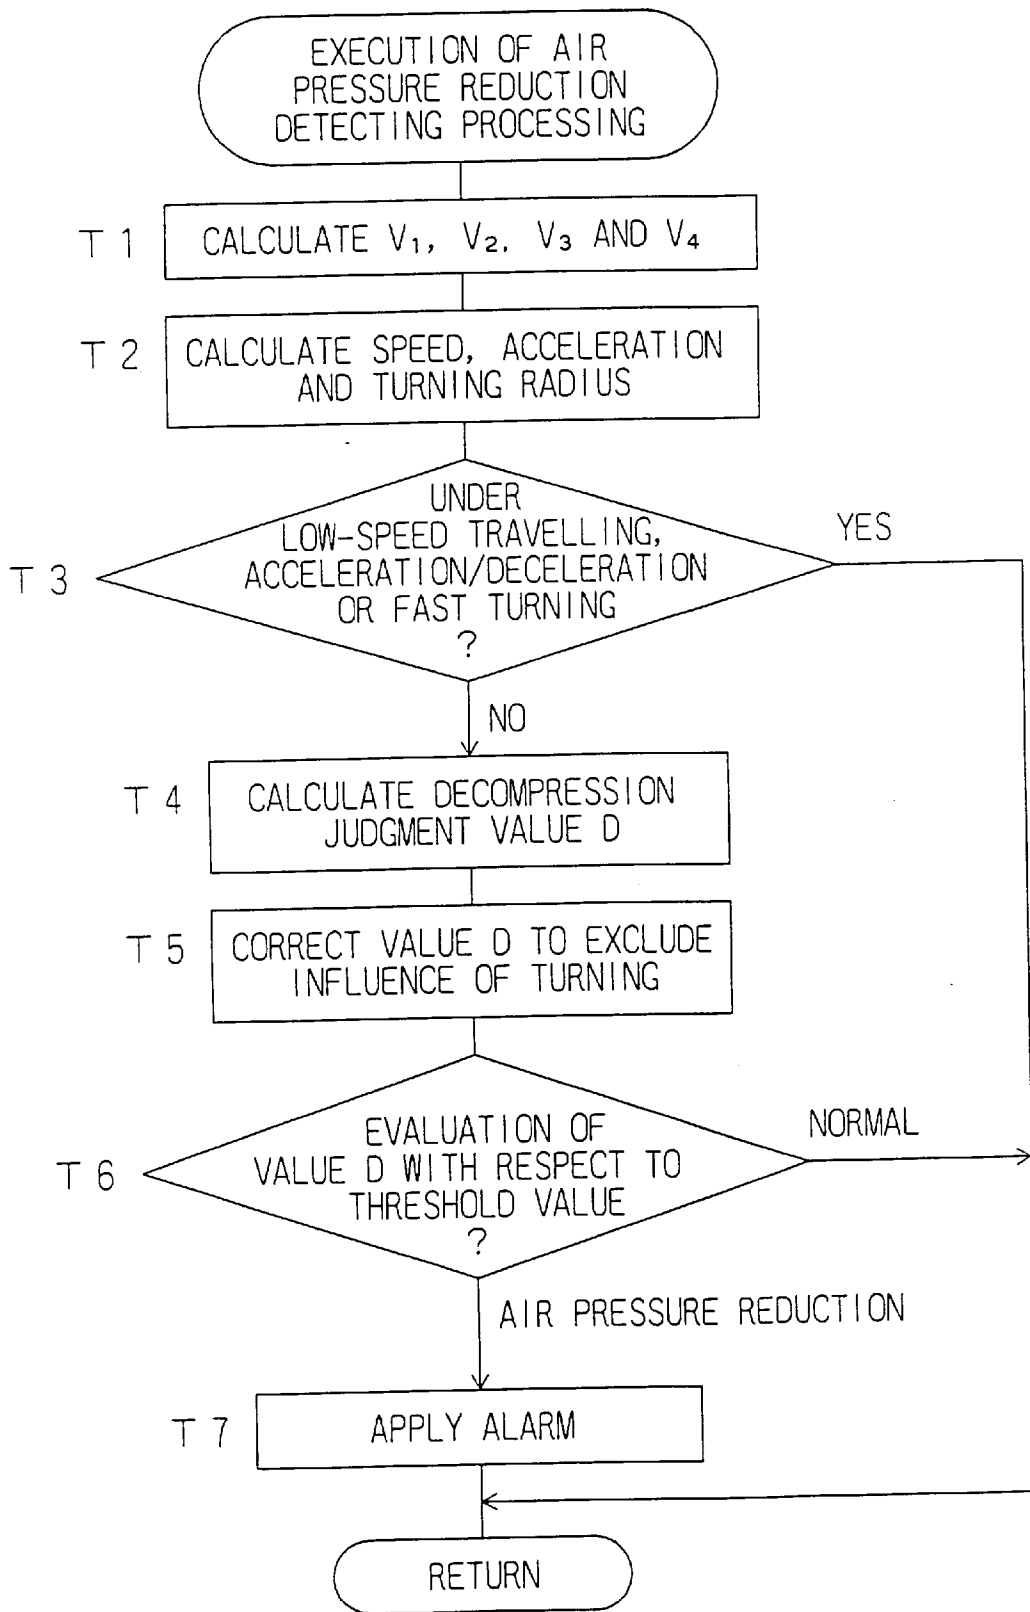 EXECUTION OF AIR
PRESSURE REDUCTION
DETECTING PROCESSING
T 1
CALCULATE V₁, V₂. V₃ AND V₄
T 2
CALCULATE SPEED, ACCELERATION
AND TURNING RADIUS
T 3
UNDER
LOW-SPEED TRAVELLING,
ACCELERATION/DECELERATION
OR FAST TURNING
?
YES
NO
T 4
CALCULATE DECOMPRESSION
JUDGMENT VALUE D
T 5
CORRECT VALUE D TO EXCLUDE
INFLUENCE OF TURNING
T 6
EVALUATION OF
VALUE D WITH RESPECT TO
THRESHOLD VALUE
?
NORMAL
AIR PRESSURE REDUCTION
T 7
APPLY ALARM
RETURN